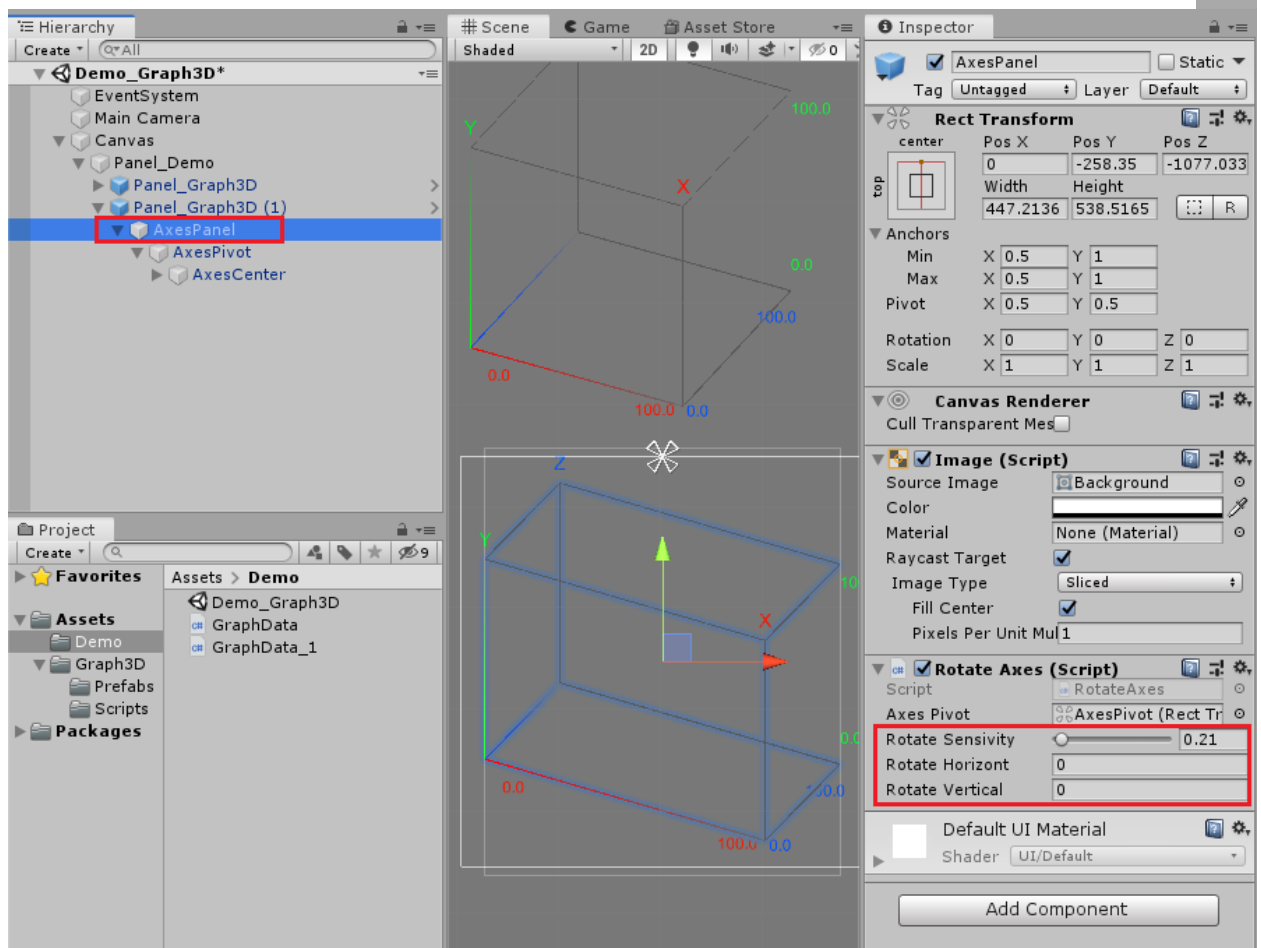 Hierarchy
Create
All
Demo_Graph3D*
EventSystem
Main Camera
Canvas
Panel_Demo
Panel_Graph3D
Panel_Graph3D (1)
AxesPanel
AxesPivot
AxesCenter
Project
Create
9
Favorites
Assets
Demo
Graph3D
Prefabs
Scripts
Packages
Assets > Demo
Demo_Graph3D
GraphData
GraphData_1
Scene Game Asset Store
Shaded 2D 0
100.0
Y
X
0.0
100.0
0.0
100.0 0.0
Z
Y
10
X
0.0
0.0
100.0
100.0 0.0
Inspector
AxesPanel Static
Tag Untagged Layer Default
Rect Transform
center Pos X Pos Y Pos Z
top 0 -258.35 -1077.033
Width Height
447.2136 538.5165 R
Anchors
Min X 0.5 Y 1
Max X 0.5 Y 1
Pivot X 0.5 Y 0.5
Rotation X 0 Y 0 Z 0
Scale X 1 Y 1 Z 1
Canvas Renderer
Cull Transparent Mes
Image (Script)
Source Image Background
Color
Material None (Material)
Raycast Target
Image Type Sliced
Fill Center
Pixels Per Unit Mul 1
Rotate Axes (Script)
Script RotateAxes
Axes Pivot AxesPivot (Rect Tr
Rotate Sensivity 0.21
Rotate Horizont 0
Rotate Vertical 0
Default UI Material
Shader UI/Default
Add Component